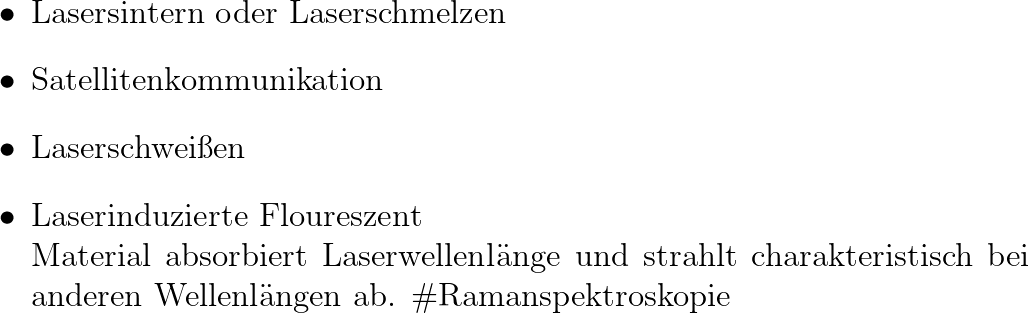 • Lasersintern oder Laserschmelzen
• Satellitenkommunikation
• Laserschweißen
• Laserinduzierte Floureszent
Material absorbiert Laserwellenlänge und strahlt charakteristisch bei
anderen Wellenlängen ab. #Ramanspektroskopie